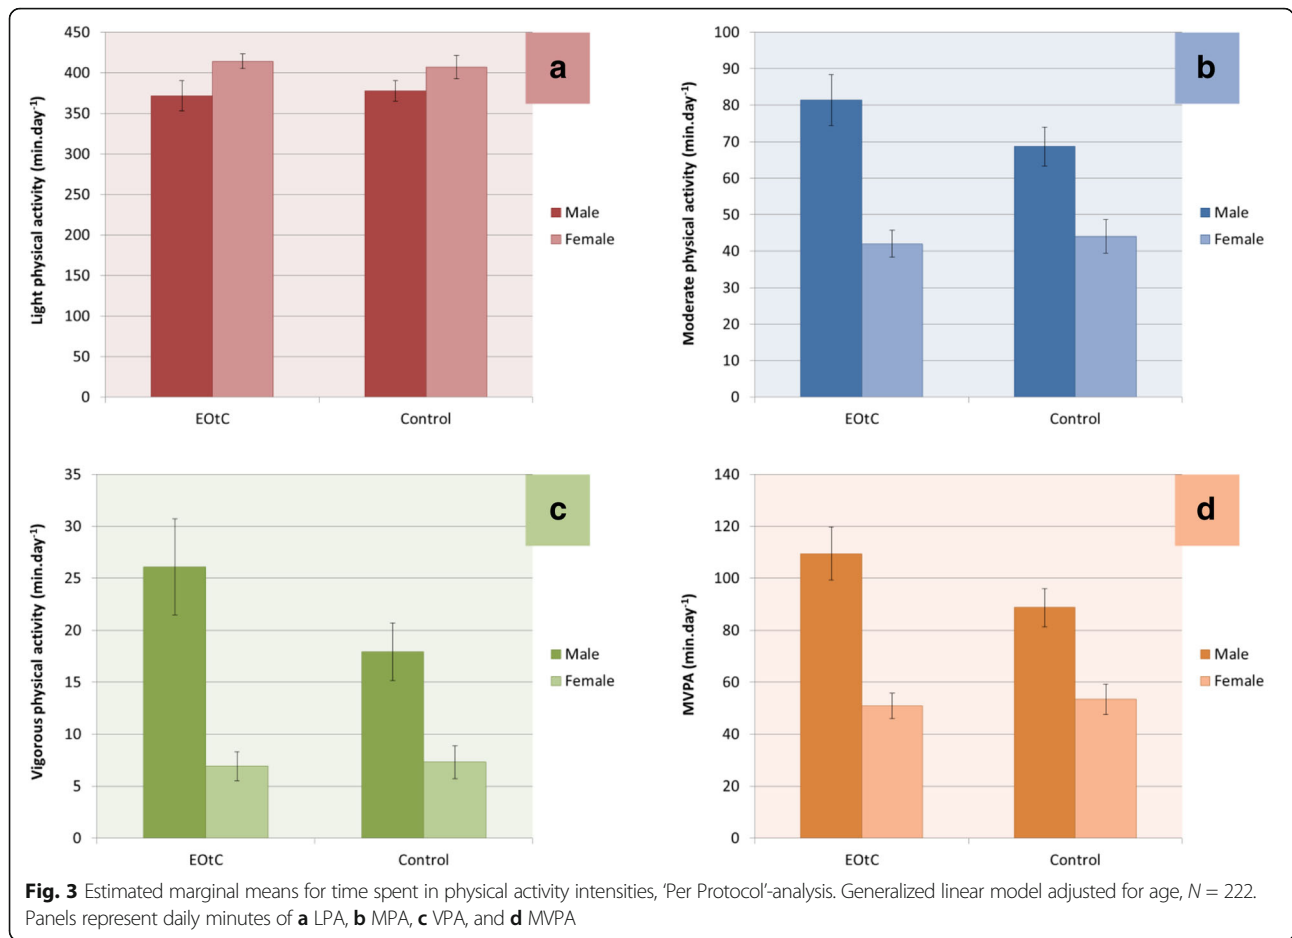 Light physical activity (min.day-1)
450
400
350
300
250
200
150
100
50
0
EOtC
Control
Male
Female
a
Moderate physical activity (min.day-1)
100
90
80
70
60
50
40
30
20
10
0
EOtC
Control
Male
Female
b
Vigorous physical activity (min.day-1)
35
30
25
20
15
10
5
0
EOtC
Control
Male
Female
c
MVPA (min.day-1)
140
120
100
80
60
40
20
0
EOtC
Control
Male
Female
d
Fig. 3 Estimated marginal means for time spent in physical activity intensities, ‘Per Protocol’-analysis. Generalized linear model adjusted for age, N = 222.
Panels represent daily minutes of a LPA, b MPA, c VPA, and d MVPA